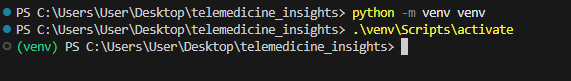 PS C:\Users\User\Desktop\telemedicine_insights> python -m venv venv
PS C:\Users\User\Desktop\telemedicine_insights> .\venv\Scripts\activate
(venv) PS C:\Users\User\Desktop\telemedicine_insights>